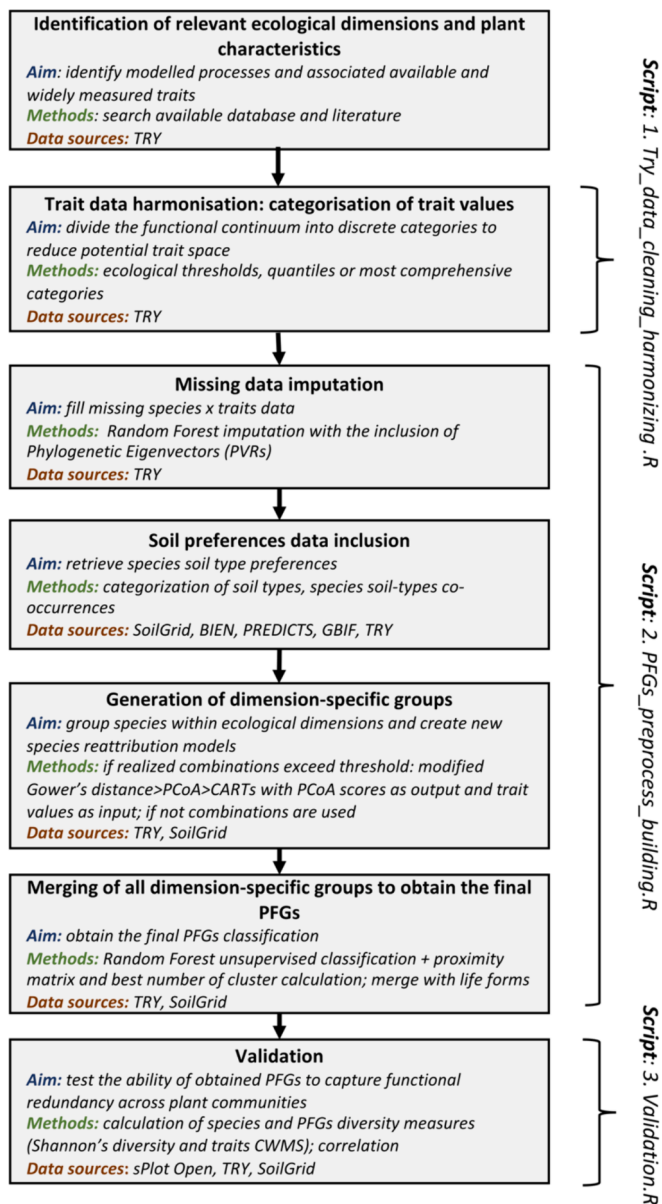 Identification of relevant ecological dimensions and plant
characteristics
Aim: identify modelled processes and associated available and
widely measured traits
Methods: search available database and literature
Data sources: TRY
Trait data harmonisation: categorisation of trait values
Aim: divide the functional continuum into discrete categories to
reduce potential trait space
Methods: ecological thresholds, quantiles or most comprehensive
categories
Data sources: TRY
Missing data imputation
Aim: fill missing species x traits data
Methods: Random Forest imputation with the inclusion of
Phylogenetic Eigenvectors (PVRs)
Data sources: TRY
Soil preferences data inclusion
Aim: retrieve species soil type preferences
Methods: categorization of soil types, species soil-types co-
occurrences
Data sources: SoilGrid, BIEN, PREDICTS, GBIF, TRY
Generation of dimension-specific groups
Aim: group species within ecological dimensions and create new
species reattribution models
Methods: if realized combinations exceed threshold: modified
Gower's distance>PCoA>CARTs with PCoA scores as output and trait
values as input; if not combinations are used
Data sources: TRY, SoilGrid
Merging of all dimension-specific groups to obtain the final
PFGs
Aim: obtain the final PFGs classification
Methods: Random Forest unsupervised classification + proximity
matrix and best number of cluster calculation; merge with life forms
Data sources: TRY, SoilGrid
Validation
Aim: test the ability of obtained PFGs to capture functional
redundancy across plant communities
Methods: calculation of species and PFGs diversity measures
(Shannon's diversity and traits CWMS); correlation
Data sources: sPlot Open, TRY, SoilGrid
Script: 1. Try_data_cleaning_harmonizing .R
Script: 2. PFGs_preprocess_building.R
Script: 3. Validation.R